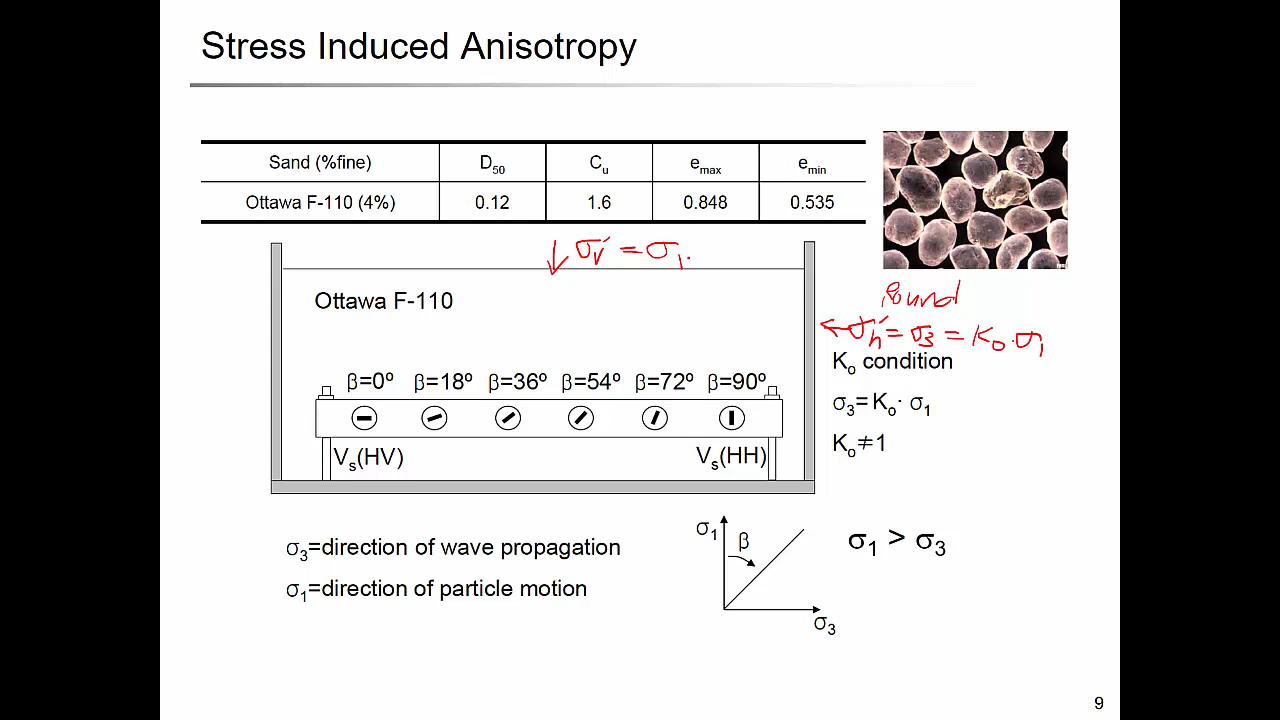 Stress Induced Anisotropy
Sand (%fine) D50 Cu emax emin
Ottawa F-110 (4%) 0.12 1.6 0.848 0.535
σv' = σ1.
Ottawa F-110
round
σh' = σ3 = Ko·σ1
Ko condition
σ3=Ko· σ1
Ko≠1
β=0º β=18º β=36º β=54º β=72º β=90º
Vs(HV) Vs(HH)
σ3=direction of wave propagation
σ1=direction of particle motion
σ1
β
σ3
σ1 > σ3
9